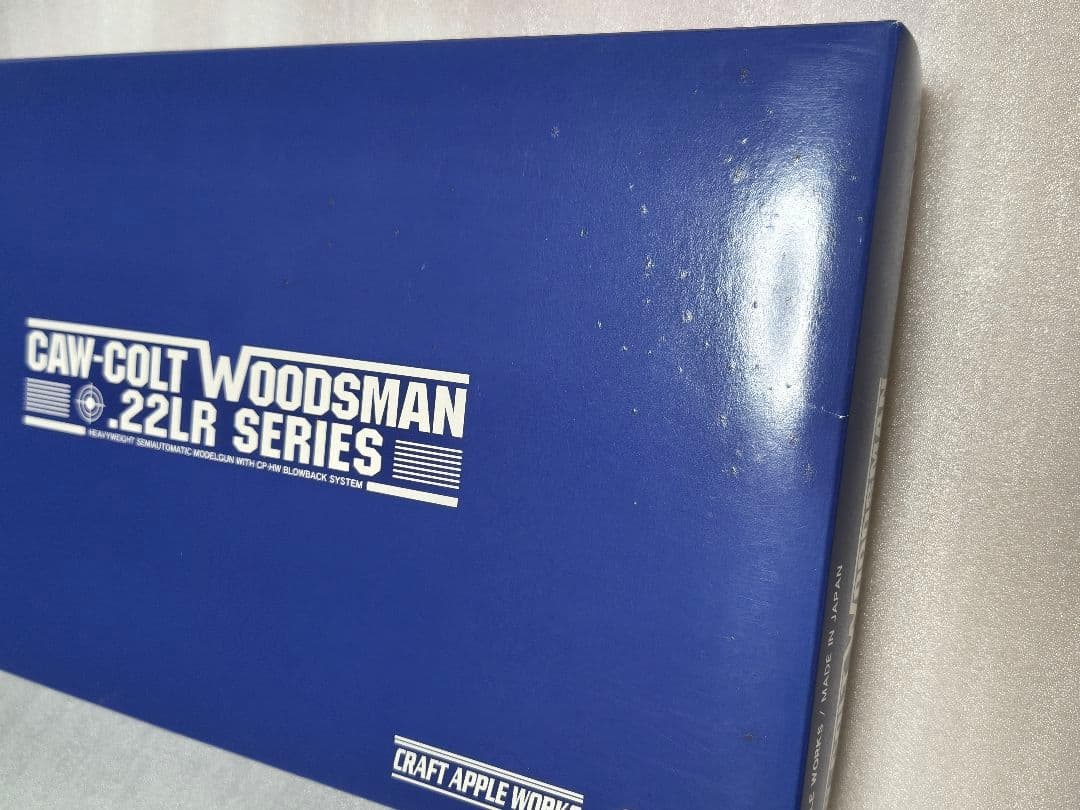 CAW-COLT WOODSMAN
.22LR SERIES
HEAVYWEIGHT SEMIAUTOMATIC MODELGUN WITH CP-HW BLOWBACK SYSTEM
CRAFT APPLE WORKS
WORKS / MADE IN JAPAN